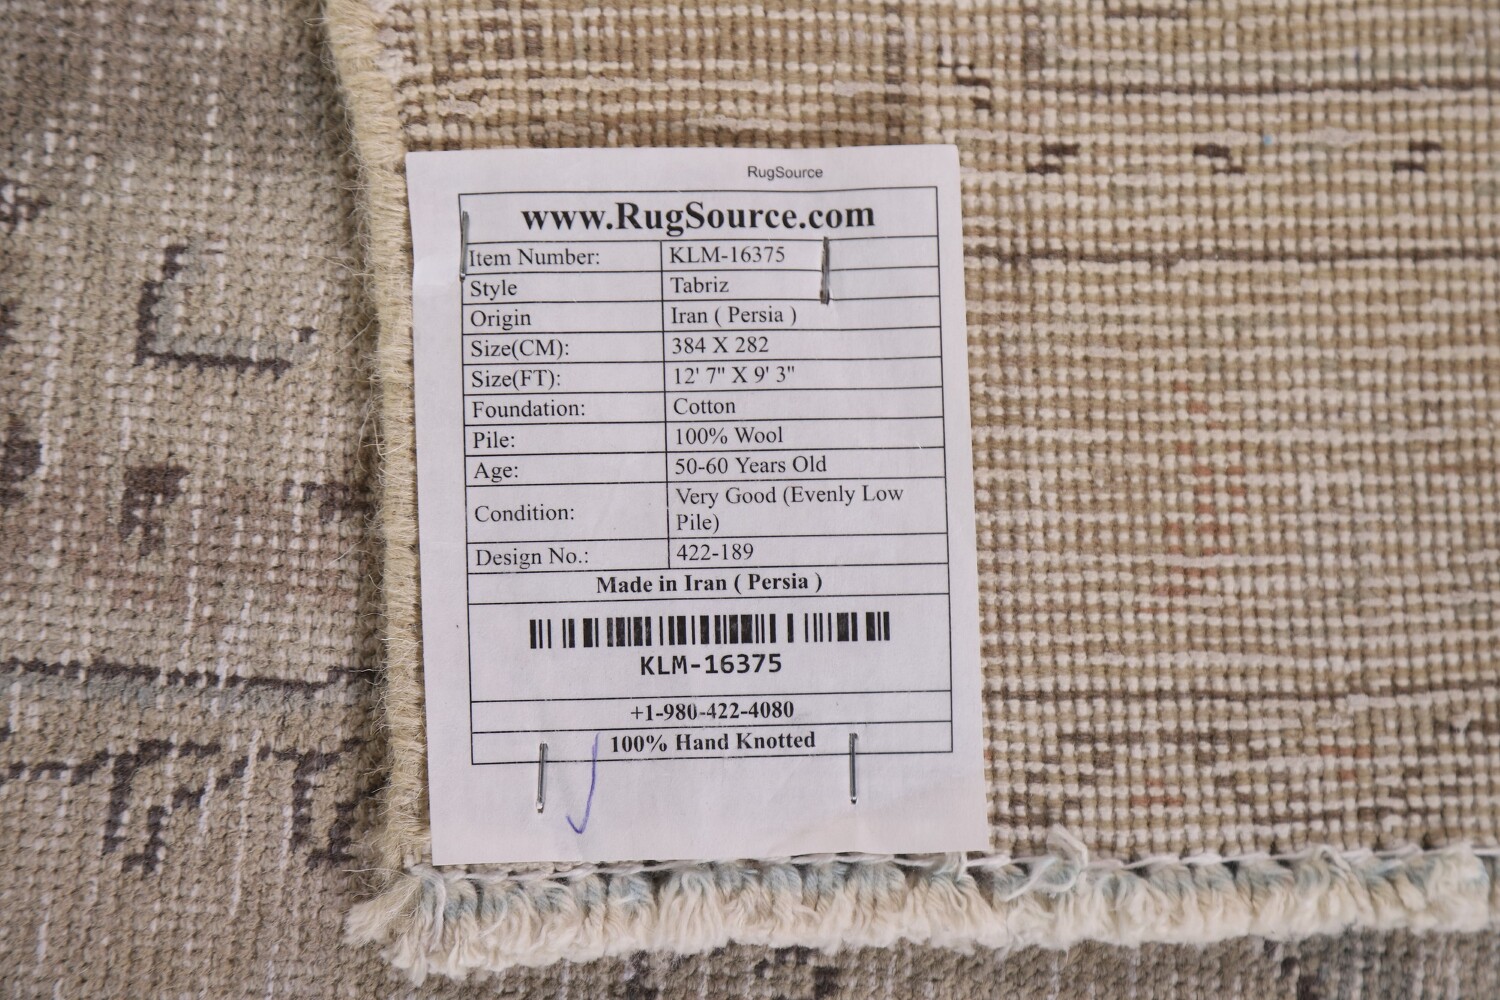 RugSource
www.RugSource.com
Item Number: KLM-16375
Style Tabriz
Origin Iran ( Persia )
Size(CM): 384 X 282
Size(FT): 12' 7" X 9' 3"
Foundation: Cotton
Pile: 100% Wool
Age: 50-60 Years Old
Condition: Very Good (Evenly Low
Pile)
Design No.: 422-189
Made in Iran ( Persia )
KLM-16375
+1-980-422-4080
100% Hand Knotted